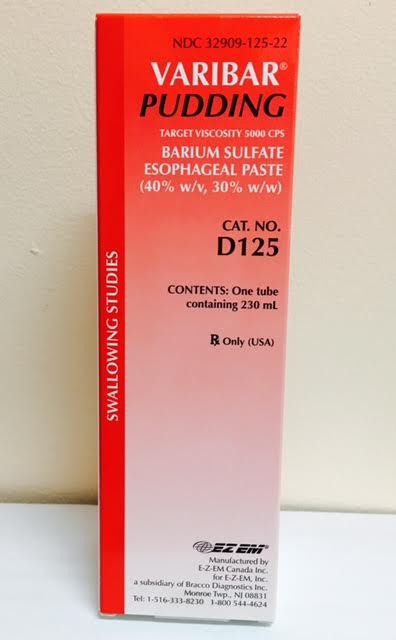 NDC 32909-125-22
VARIBAR®
PUDDING
TARGET VISCOSITY 5000 CPS
BARIUM SULFATE
ESOPHAGEAL PASTE
(40% w/v, 30% w/w)
CAT. NO.
D125
CONTENTS: One tube
containing 230 mL
℞ Only (USA)
SWALLOWING STUDIES
EZEM®
Manufactured by
E-Z-EM Canada Inc.
for E-Z-EM, Inc.
a subsidiary of Bracco Diagnostics Inc.
Monroe Twp., NJ 08831
Tel: 1-516-333-8230 1-800 544-4624